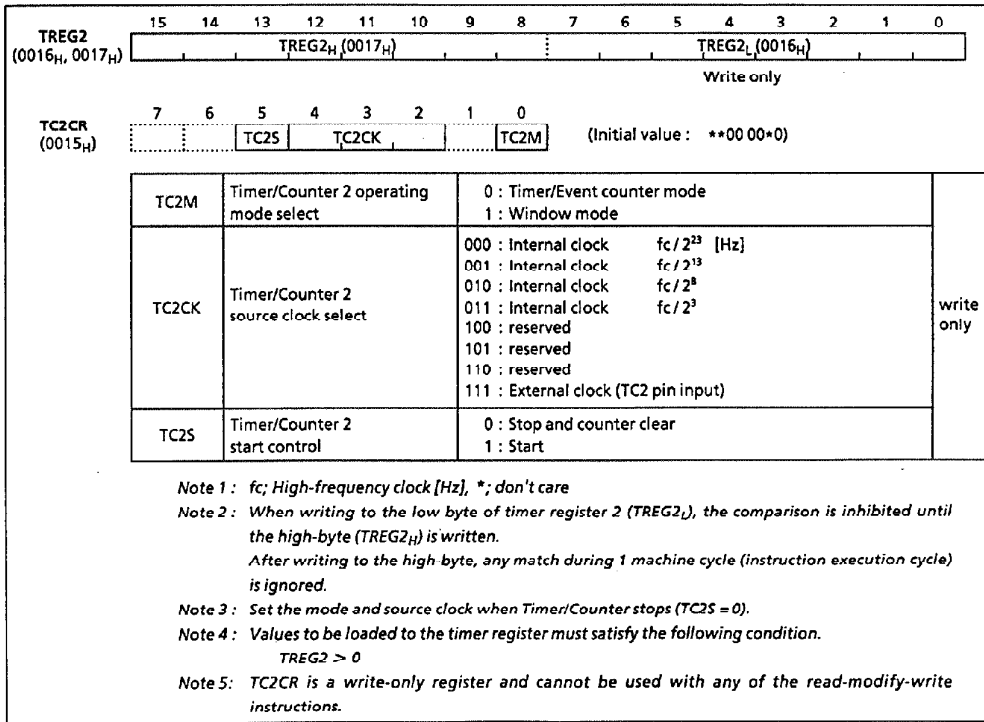 15 14 13 12 11 10 9 8 7 6 5 4 3 2 1 0
TREG2
(0016H, 0017H)
TREG2H (0017H) TREG2L (0016H)
Write only
7 6 5 4 3 2 1 0
TC2CR
(0015H)
TC2S TC2CK TC2M (Initial value : **00 00*0)
TC2M
Timer/Counter 2 operating
mode select
0 : Timer/Event counter mode
1 : Window mode
TC2CK
Timer/Counter 2
source clock select
000 : Internal clock fc/2²³ [Hz]
001 : Internal clock fc/2¹³
010 : Internal clock fc/2⁸
011 : Internal clock fc/2³
100 : reserved
101 : reserved
110 : reserved
111 : External clock (TC2 pin input)
TC2S
Timer/Counter 2
start control
0 : Stop and counter clear
1 : Start
write
only
Note 1 : fc; High-frequency clock [Hz], *; don't care
Note 2 : When writing to the low byte of timer register 2 (TREG2L), the comparison is inhibited until
the high-byte (TREG2H) is written.
After writing to the high-byte, any match during 1 machine cycle (instruction execution cycle)
is ignored.
Note 3 : Set the mode and source clock when Timer/Counter stops (TC2S = 0).
Note 4 : Values to be loaded to the timer register must satisfy the following condition.
TREG2 > 0
Note 5: TC2CR is a write-only register and cannot be used with any of the read-modify-write
instructions.